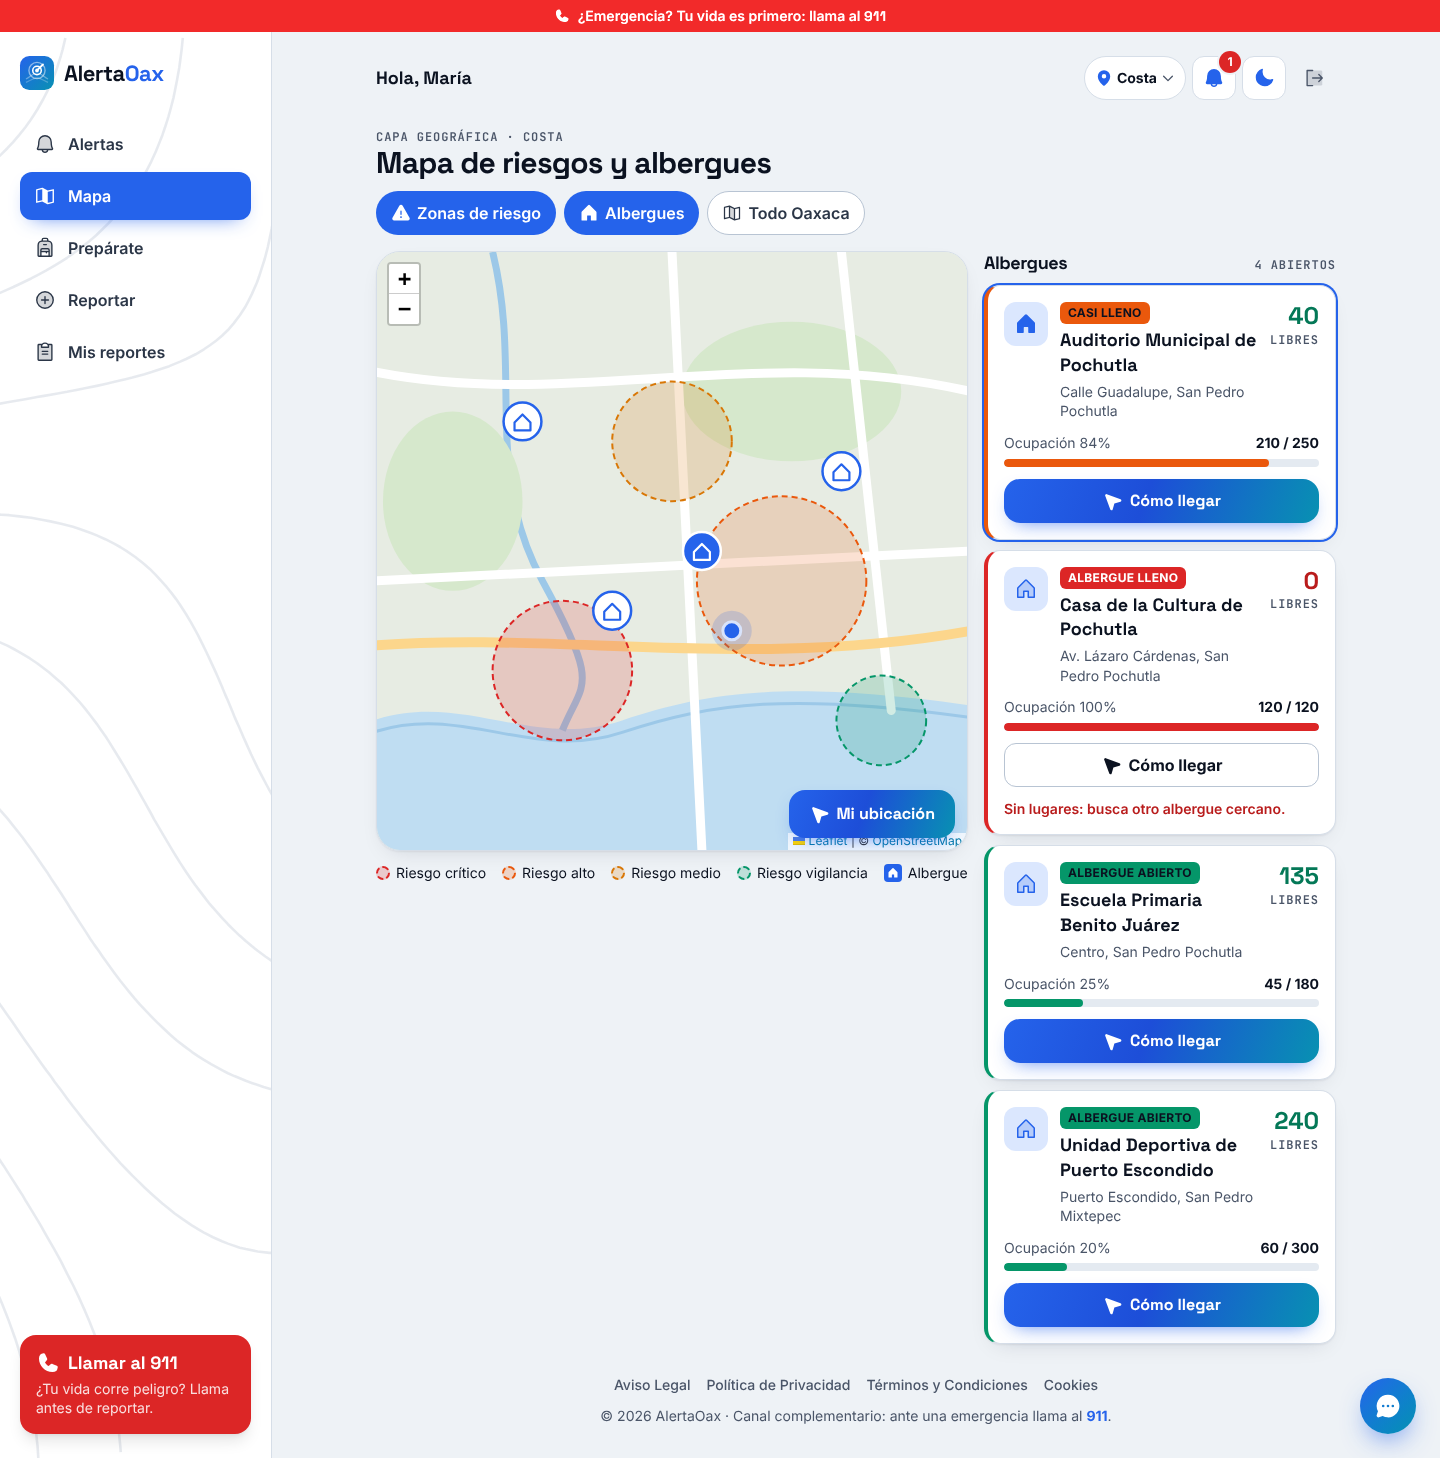 ¿Emergencia? Tu vida es primero: llama al 911
AlertaOax
Alertas
Mapa
Prepárate
Reportar
Mis reportes
Llamar al 911
¿Tu vida corre peligro? Llama
antes de reportar.
Hola, María
Costa
1
CAPA GEOGRÁFICA · COSTA
Mapa de riesgos y albergues
Zonas de riesgo
Albergues
Todo Oaxaca
+
−
Mi ubicación
Leaflet | © OpenStreetMap
Riesgo crítico
Riesgo alto
Riesgo medio
Riesgo vigilancia
Albergue
Albergues
4 ABIERTOS
CASI LLENO
40
LIBRES
Auditorio Municipal de
Pochutla
Calle Guadalupe, San Pedro
Pochutla
Ocupación 84%
210 / 250
Cómo llegar
ALBERGUE LLENO
0
LIBRES
Casa de la Cultura de
Pochutla
Av. Lázaro Cárdenas, San
Pedro Pochutla
Ocupación 100%
120 / 120
Cómo llegar
Sin lugares: busca otro albergue cercano.
ALBERGUE ABIERTO
135
LIBRES
Escuela Primaria
Benito Juárez
Centro, San Pedro Pochutla
Ocupación 25%
45 / 180
Cómo llegar
ALBERGUE ABIERTO
240
LIBRES
Unidad Deportiva de
Puerto Escondido
Puerto Escondido, San Pedro
Mixtepec
Ocupación 20%
60 / 300
Cómo llegar
Aviso Legal
Política de Privacidad
Términos y Condiciones
Cookies
© 2026 AlertaOax · Canal complementario: ante una emergencia llama al 911.